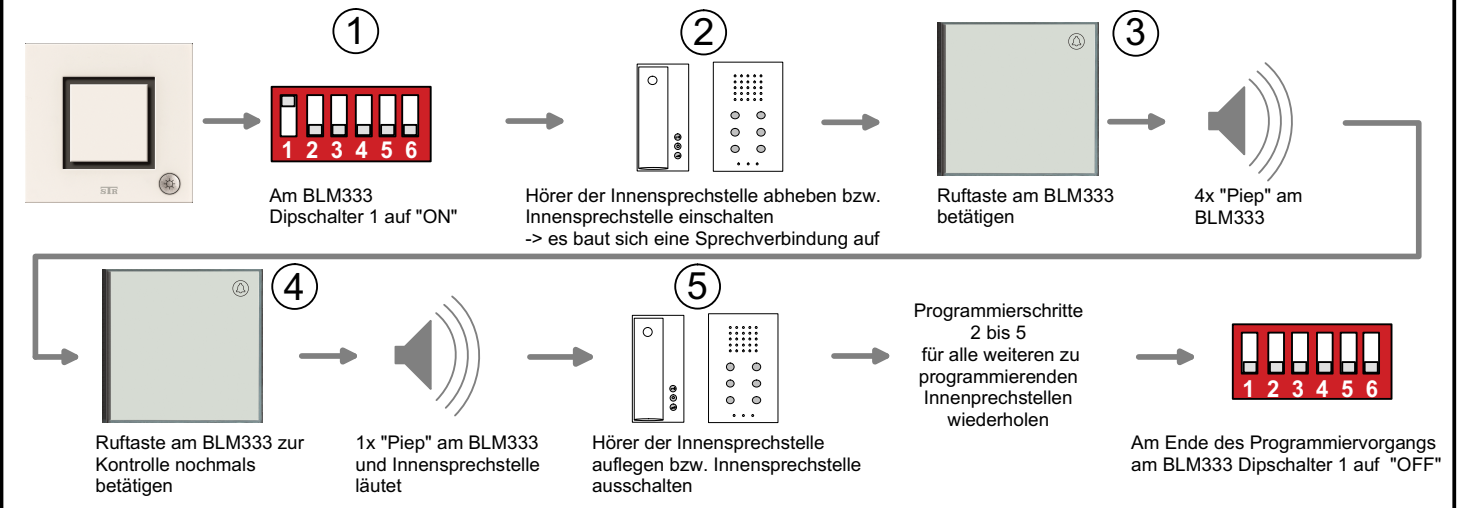 1
2
3
STR
1 2 3 4 5 6
Am BLM333
Dipschalter 1 auf "ON"
Hörer der Innensprechstelle abheben bzw.
Innensprechstelle einschalten
-> es baut sich eine Sprechverbindung auf
Ruftaste am BLM333
betätigen
4x "Piep" am
BLM333
4
5
Ruftaste am BLM333 zur
Kontrolle nochmals
betätigen
1x "Piep" am BLM333
und Innensprechstelle
läutet
Hörer der Innensprechstelle
auflegen bzw. Innensprechstelle
ausschalten
Programmierschritte
2 bis 5
für alle weiteren zu
programmierenden
Innenprechstellen
wiederholen
1 2 3 4 5 6
Am Ende des Programmiervorgangs
am BLM333 Dipschalter 1 auf "OFF"